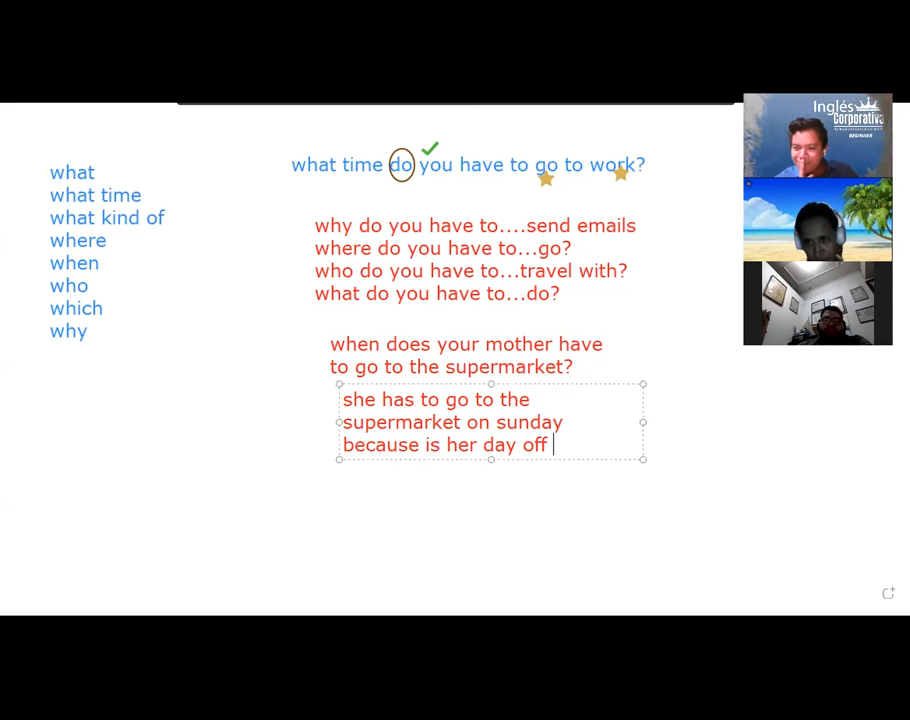 what
what time
what kind of
where
when
who
which
why
what time do you have to go to work?
why do you have to....send emails
where do you have to...go?
who do you have to...travel with?
what do you have to...do?
when does your mother have
to go to the supermarket?
she has to go to the
supermarket on sunday
because is her day off
Inglés
Corporativo
BEGINNER